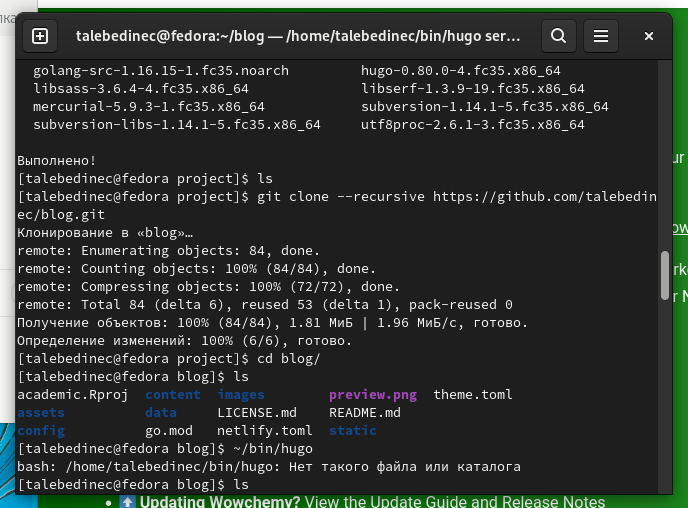 лка
talebedinec@fedora:~/blog — /home/talebedinec/bin/hugo ser…
golang-src-1.16.15-1.fc35.noarch hugo-0.80.0-4.fc35.x86_64
libsass-3.6.4-4.fc35.x86_64 libserf-1.3.9-19.fc35.x86_64
mercurial-5.9.3-1.fc35.x86_64 subversion-1.14.1-5.fc35.x86_64
subversion-libs-1.14.1-5.fc35.x86_64 utf8proc-2.6.1-3.fc35.x86_64
Выполнено!
[talebedinec@fedora project]$ ls
[talebedinec@fedora project]$ git clone --recursive https://github.com/talebedin
ec/blog.git
Клонирование в «blog»…
remote: Enumerating objects: 84, done.
remote: Counting objects: 100% (84/84), done.
remote: Compressing objects: 100% (72/72), done.
remote: Total 84 (delta 6), reused 53 (delta 1), pack-reused 0
Получение объектов: 100% (84/84), 1.81 МиБ | 1.96 МиБ/с, готово.
Определение изменений: 100% (6/6), готово.
[talebedinec@fedora project]$ cd blog/
[talebedinec@fedora blog]$ ls
academic.Rproj content images preview.png theme.toml
assets data LICENSE.md README.md
config go.mod netlify.toml static
[talebedinec@fedora blog]$ ~/bin/hugo
bash: /home/talebedinec/bin/hugo: Нет такого файла или каталога
[talebedinec@fedora blog]$ ls
Updating Wowchemy? View the Update Guide and Release Notes